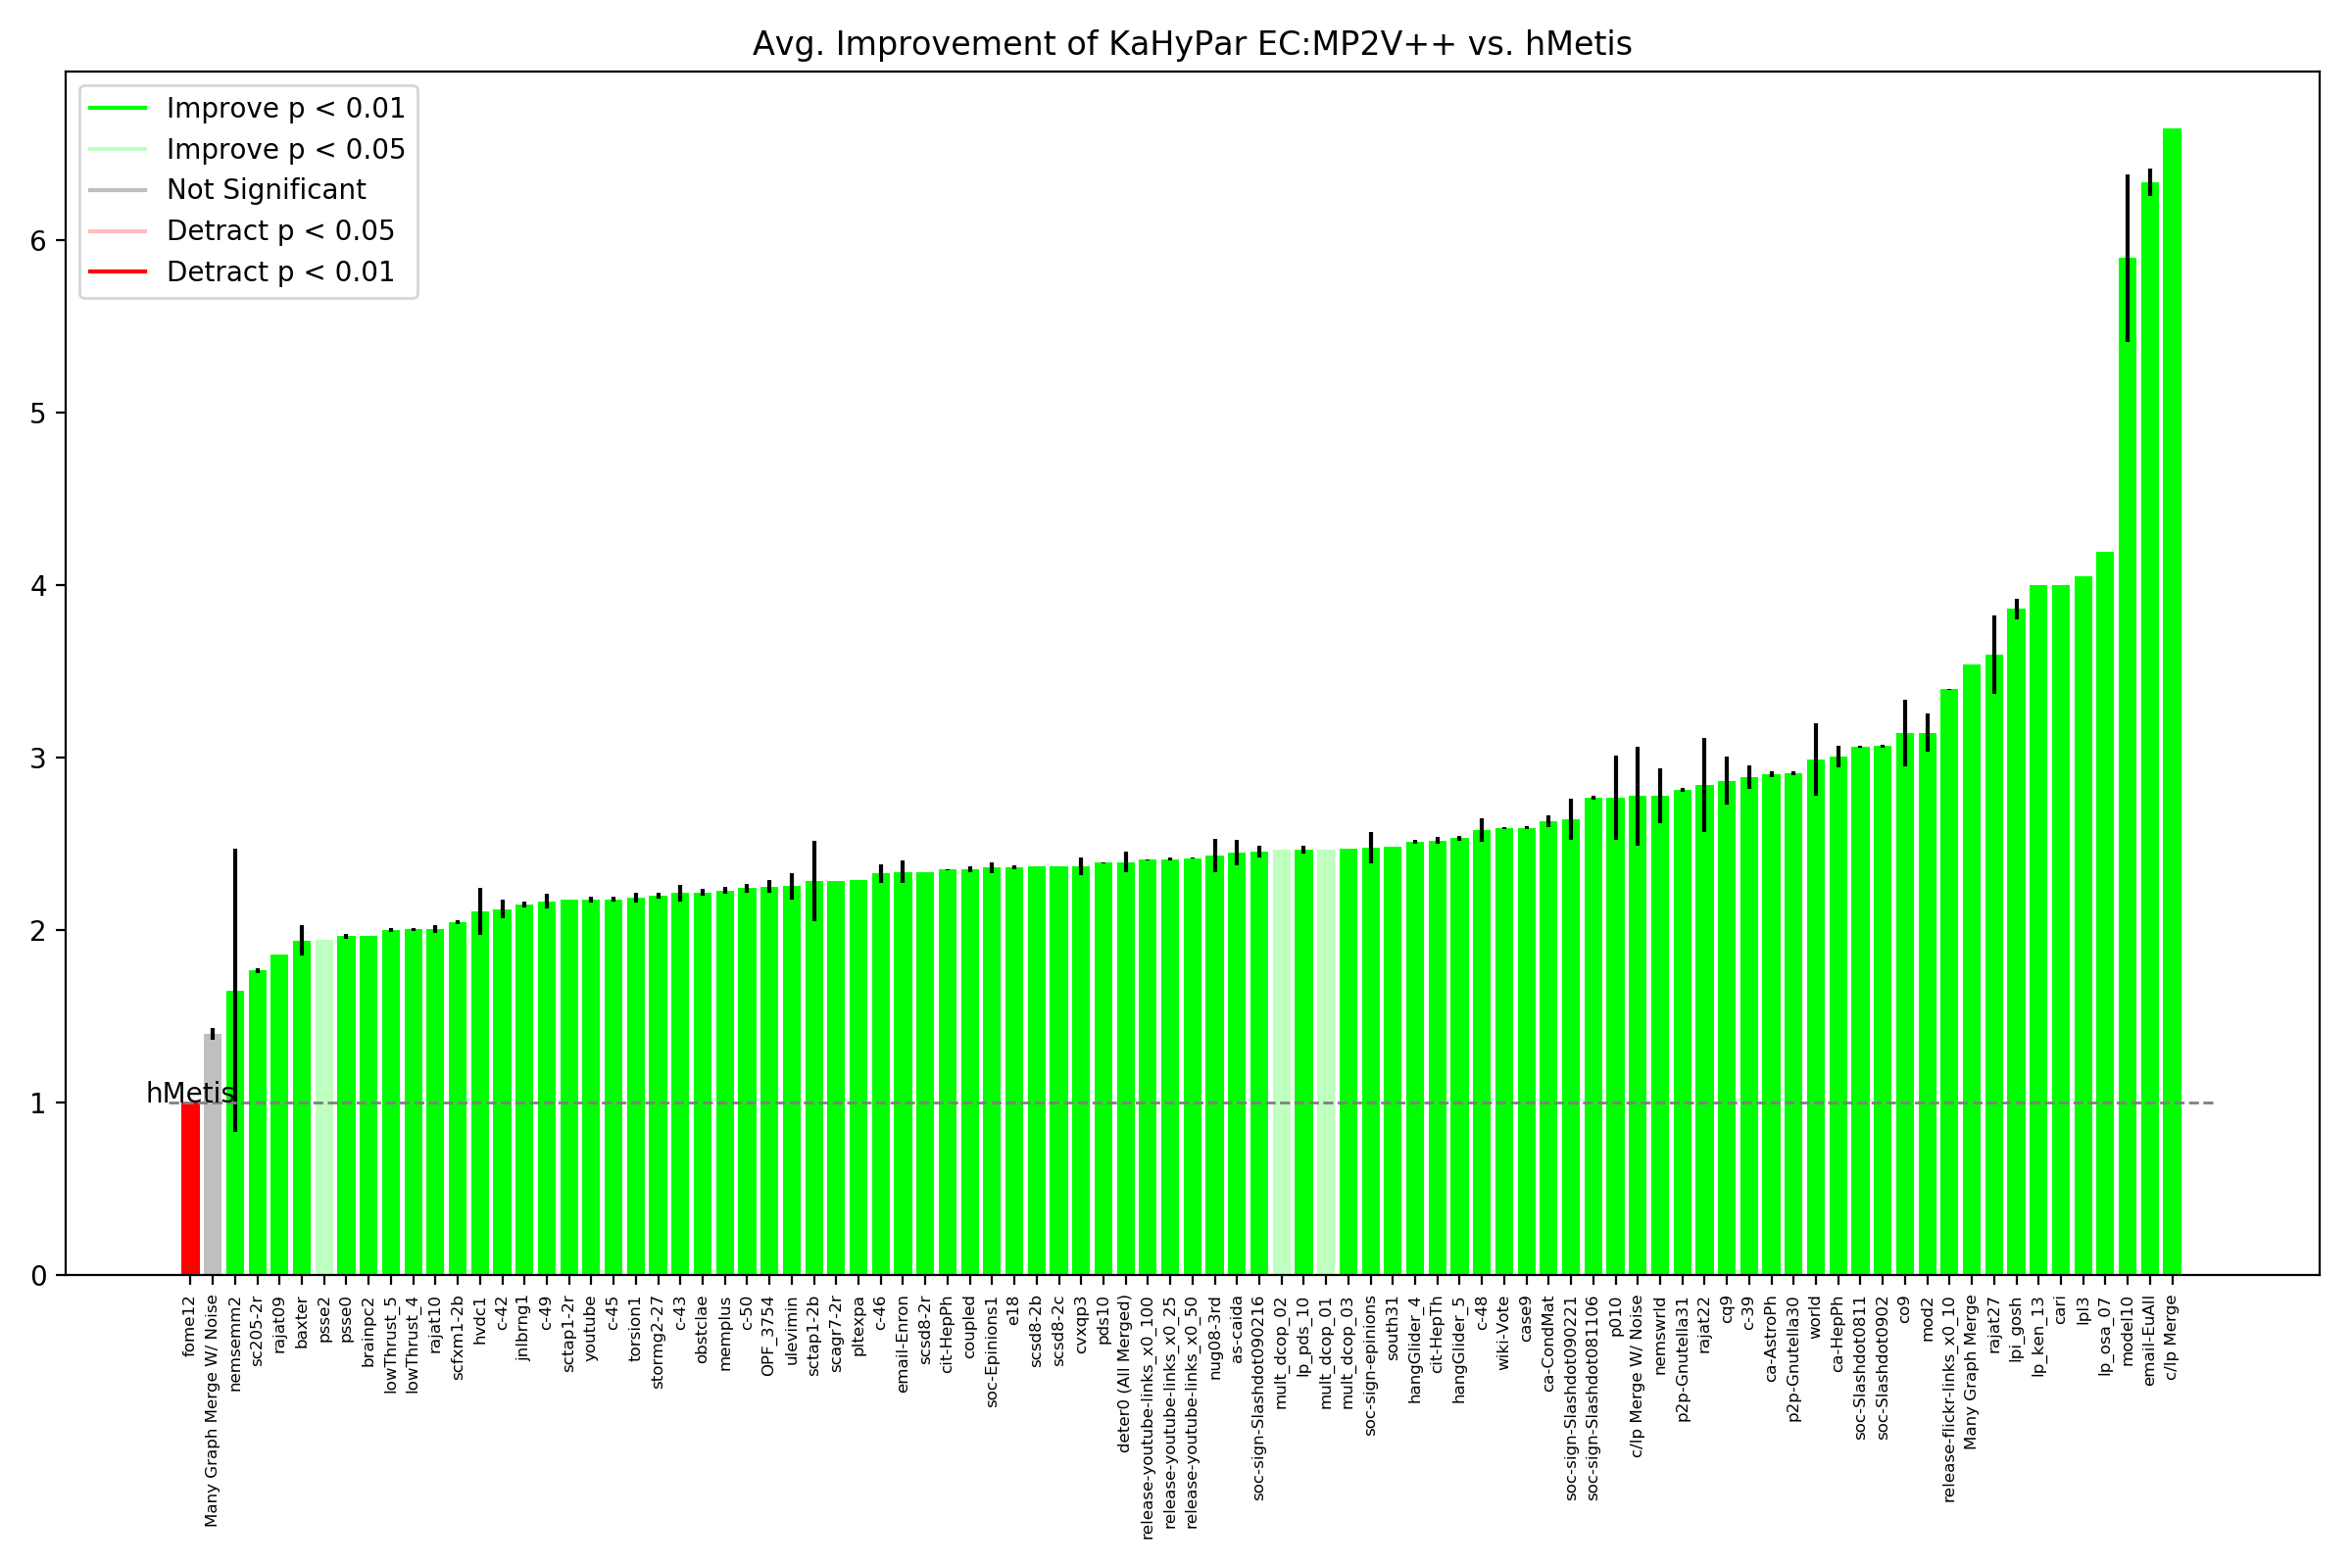 Avg. Improvement of KaHyPar EC:MP2V++ vs. hMetis
Improve p < 0.01
Improve p < 0.05
Not Significant
Detract p < 0.05
Detract p < 0.01
6
5
4
3
2
1
0
hMetis
fome12
Many Graph Merge W/ Noise
nemsemm2
sc205-2r
rajat09
baxter
psse2
psse0
brainpc2
lowThrust_5
lowThrust_4
rajat10
scfxm1-2b
hvdc1
c-42
jnlbrng1
c-49
sctap1-2r
youtube
c-45
torsion1
stormg2-27
c-43
obstclae
memplus
c-50
OPF_3754
ulevimin
sctap1-2b
scagr7-2r
pltexpa
c-46
email-Enron
scsd8-2r
cit-HepPh
coupled
soc-Epinions1
e18
scsd8-2b
scsd8-2c
cvxqp3
pds10
deter0 (All Merged)
release-youtube-links_x0_100
release-youtube-links_x0_25
release-youtube-links_x0_50
nug08-3rd
as-caida
soc-sign-Slashdot090216
mult_dcop_02
lp_pds_10
mult_dcop_01
mult_dcop_03
soc-sign-epinions
south31
hangGlider_4
cit-HepTh
hangGlider_5
c-48
wiki-Vote
case9
ca-CondMat
soc-sign-Slashdot090221
soc-sign-Slashdot081106
p010
c/lp Merge W/ Noise
nemswrld
p2p-Gnutella31
rajat22
cq9
c-39
ca-AstroPh
p2p-Gnutella30
world
ca-HepPh
soc-Slashdot0811
soc-Slashdot0902
co9
mod2
release-flickr-links_x0_10
Many Graph Merge
rajat27
lpi_gosh
lp_ken_13
cari
lpl3
lp_osa_07
model10
email-EuAll
c/lp Merge